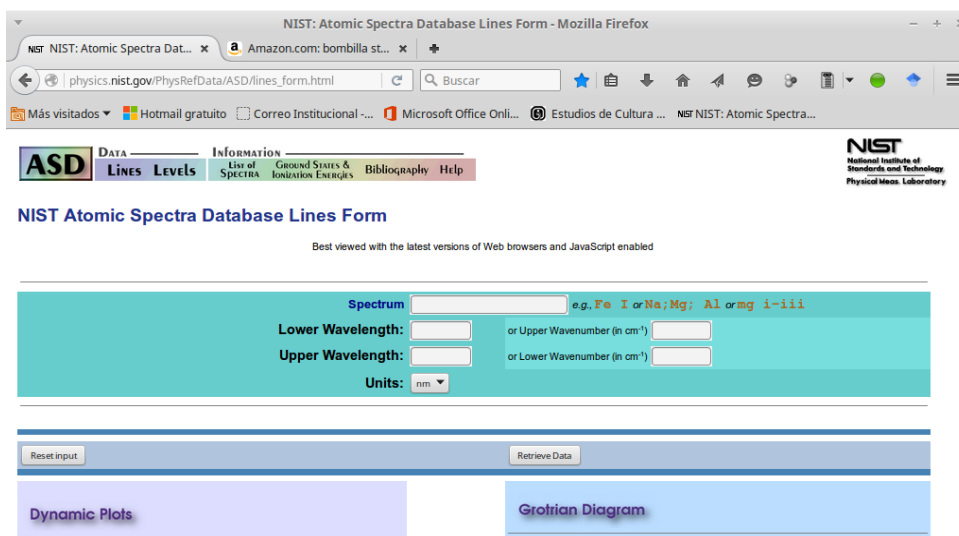 NIST: Atomic Spectra Database Lines Form - Mozilla Firefox
NIST NIST: Atomic Spectra Dat... × a Amazon.com: bombilla st... × +
physics.nist.gov/PhysRefData/ASD/lines_form.html Buscar
Más visitados Hotmail gratuito Correo Institucional -... Microsoft Office Onli... Estudios de Cultura ... NIST NIST: Atomic Spectra...
ASD
DATA
LINES LEVELS
INFORMATION
List of SPECTRA
GROUND STATES & IONIZATION ENERGIES
Bibliography
Help
NIST
National Institute of
Standards and Technology
Physical Meas. Laboratory
NIST Atomic Spectra Database Lines Form
Best viewed with the latest versions of Web browsers and JavaScript enabled
Spectrum e.g., Fe I or Na;Mg; Al or mg i-iii
Lower Wavelength: or Upper Wavenumber (in cm⁻¹)
Upper Wavelength: or Lower Wavenumber (in cm⁻¹)
Units: nm
Reset input Retrieve Data
Dynamic Plots Grotrian Diagram